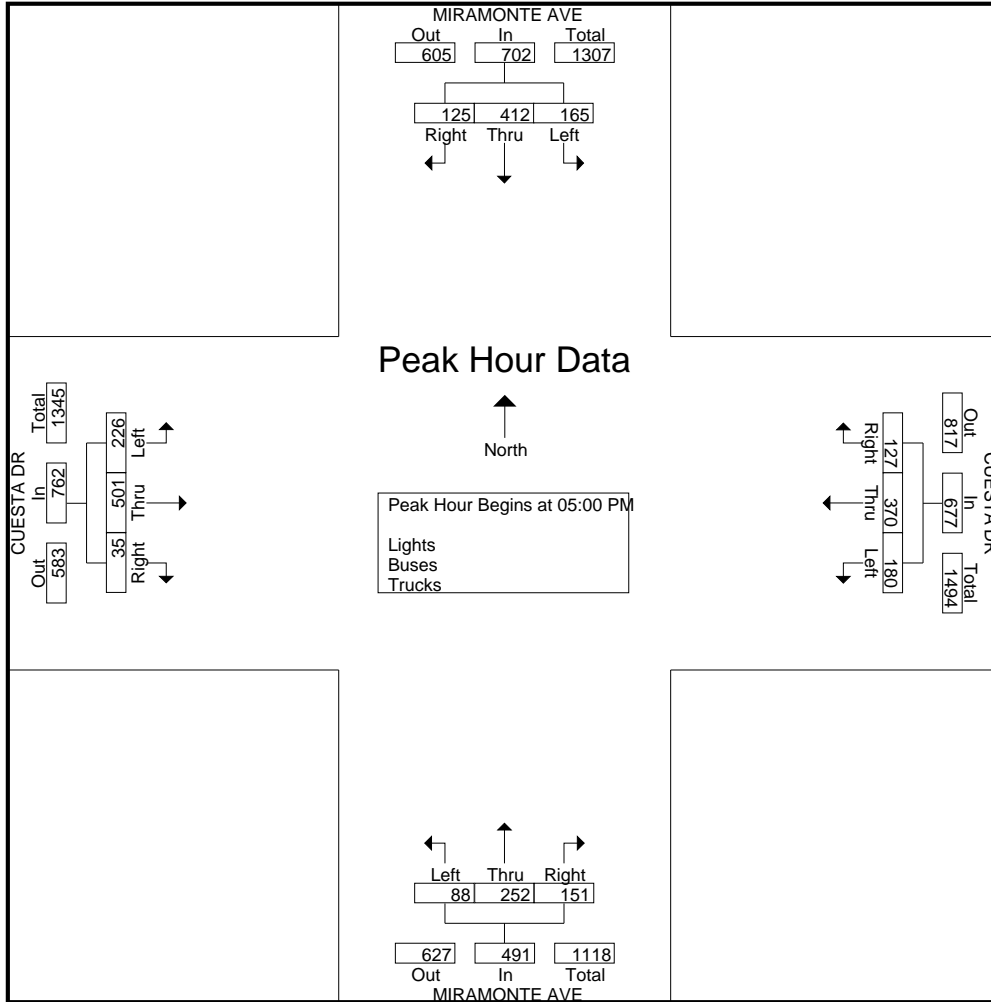 MIRAMONTE AVE
Out In Total
605 702 1307
125 412 165
Right Thru Left
Peak Hour Data
North
Peak Hour Begins at 05:00 PM
Lights
Buses
Trucks
CUESTA DR
Out In Total
583 762 1345
Left Thru Right
226 501 35
CUESTA DR
Out In Total
817 677 1494
Right Thru Left
127 370 180
Left Thru Right
88 252 151
627 491 1118
Out In Total
MIRAMONTE AVE